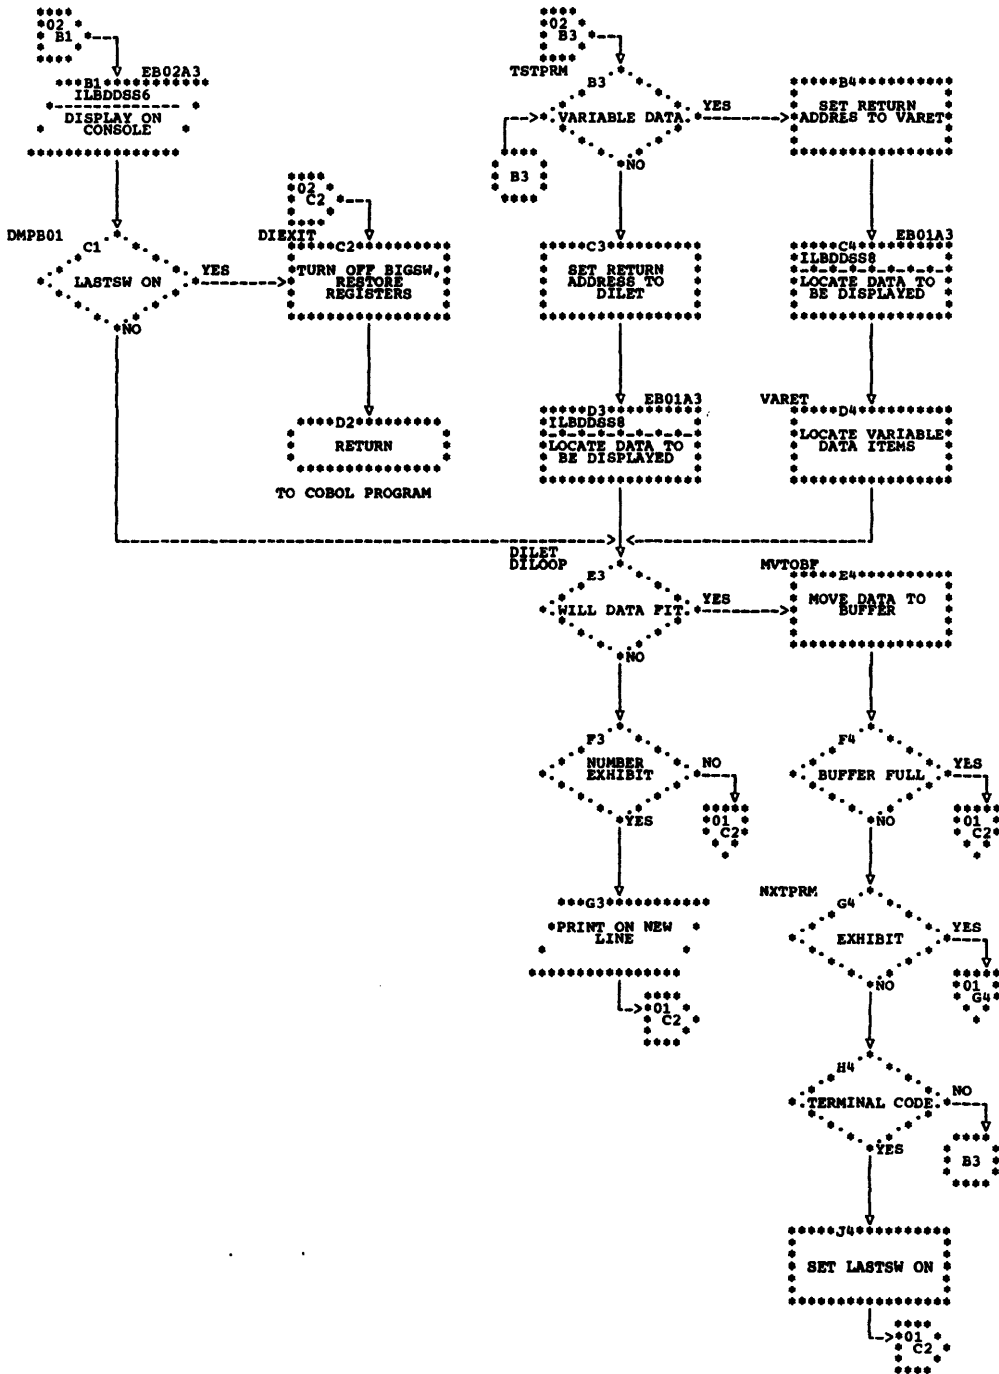 02
B1
EB02A3
B1
ILBDDSS6
DISPLAY ON
CONSOLE
DMPB01
C1
LASTSW ON
YES
NO
02
C2
DIEXIT
C2
TURN OFF BIGSW,
RESTORE
REGISTERS
D2
RETURN
TO COBOL PROGRAM
02
B3
TSTPRM
B3
VARIABLE DATA
YES
NO
B3
B4
SET RETURN
ADDRES TO VARET
C3
SET RETURN
ADDRESS TO
DILET
EB01A3
C4
ILBDDSS8
LOCATE DATA TO
BE DISPLAYED
EB01A3
D3
ILBDDSS8
LOCATE DATA TO
BE DISPLAYED
VARET
D4
LOCATE VARIABLE
DATA ITEMS
DILET
DILOOP
E3
WILL DATA FIT
YES
NO
MVTOBF
E4
MOVE DATA TO
BUFFER
F3
NUMBER
EXHIBIT
NO
YES
01
C2
F4
BUFFER FULL
YES
NO
01
C2
G3
PRINT ON NEW
LINE
01
C2
NXTPRM
G4
EXHIBIT
YES
NO
01
G4
H4
TERMINAL CODE
NO
YES
B3
J4
SET LASTSW ON
01
C2